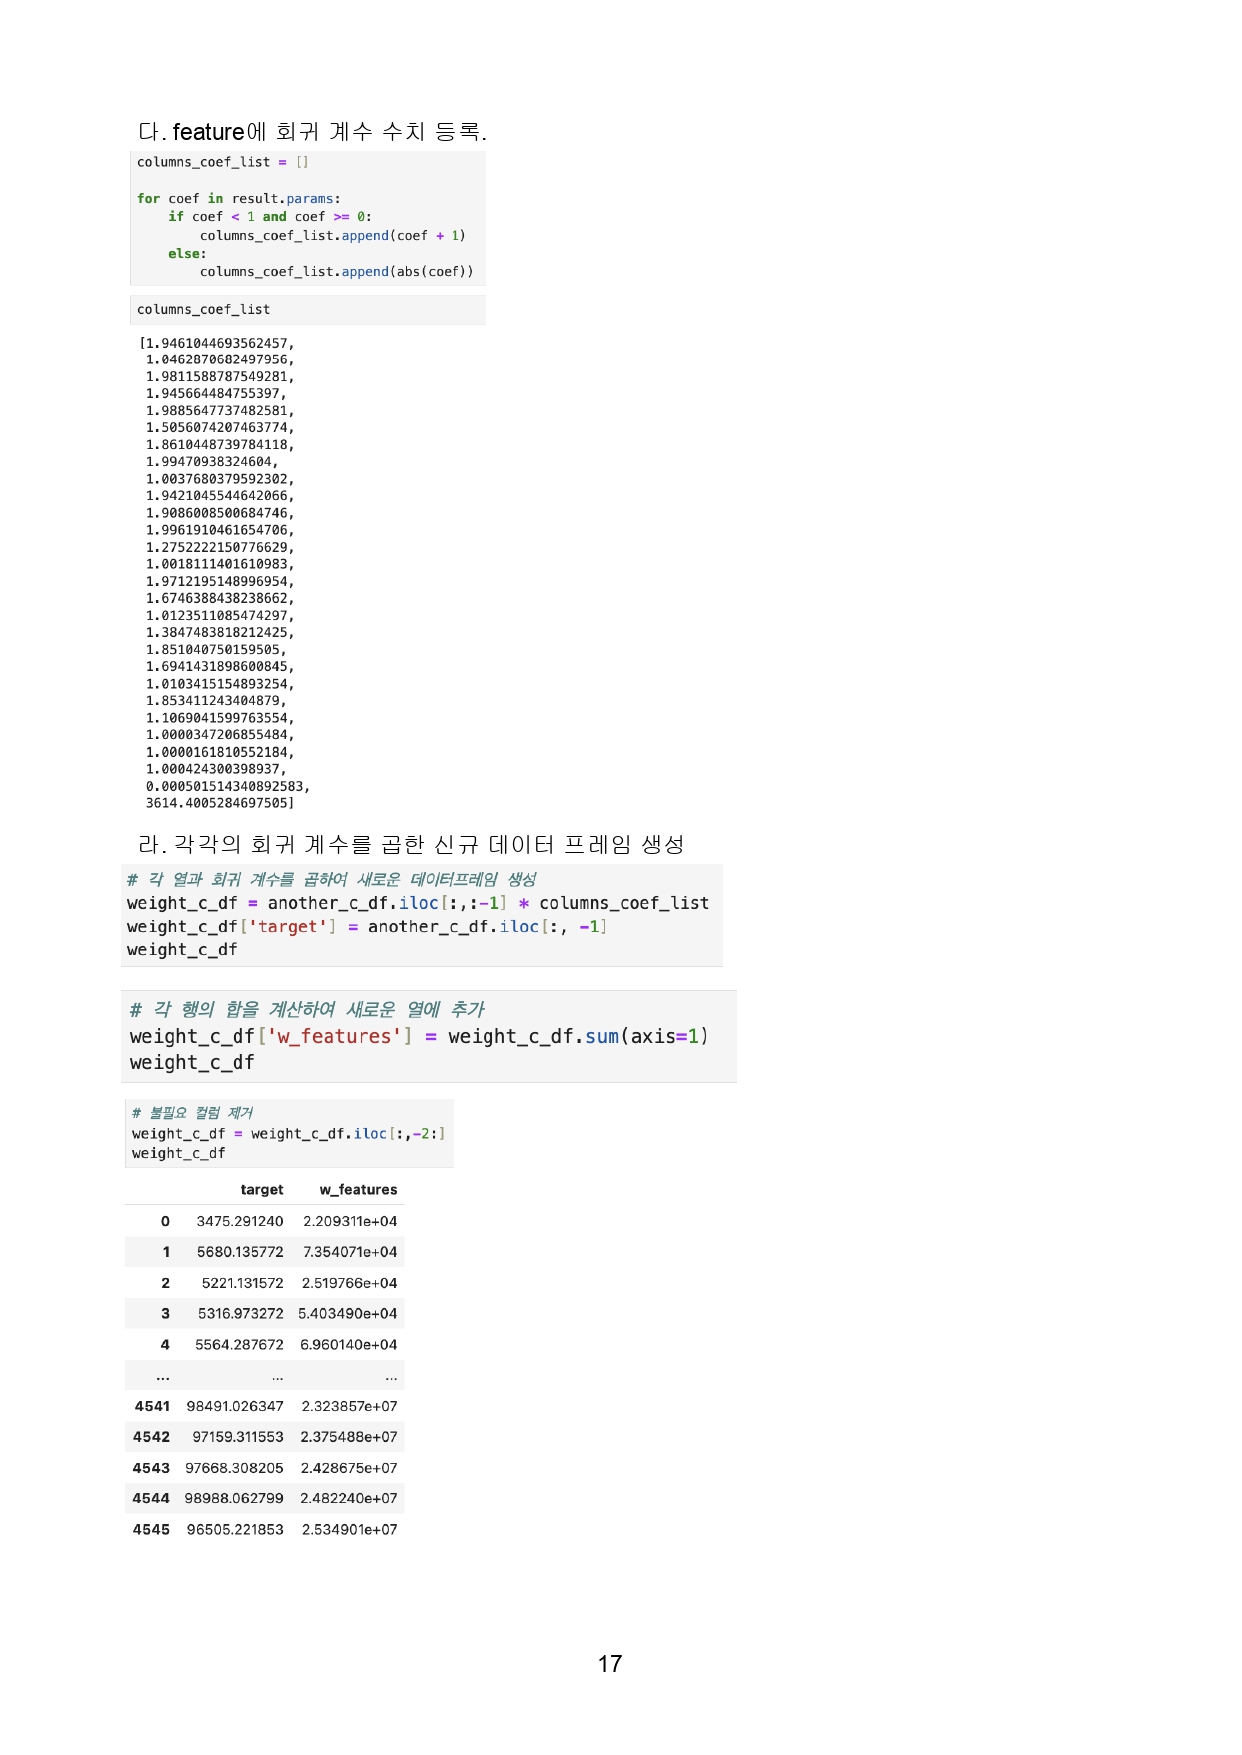 다. feature에 회귀 계수 수치 등록.
columns_coef_list = []
for coef in result.params:
    if coef < 1 and coef >= 0:
        columns_coef_list.append(coef + 1)
    else:
        columns_coef_list.append(abs(coef))
columns_coef_list
[1.9461044693562457,
1.0462870682497956,
1.9811588787549281,
1.945664484755397,
1.9885647737482581,
1.5056074207463774,
1.8610448739784118,
1.99470938324604,
1.0037680379592302,
1.9421045544642066,
1.9086008500684746,
1.9961910461654706,
1.2752222150776629,
1.0018111401610983,
1.9712195148996954,
1.6746388438238662,
1.0123511085474297,
1.3847483818212425,
1.851040750159505,
1.6941431898600845,
1.0103415154893254,
1.853411243404879,
1.1069041599763554,
1.0000347206855484,
1.0000161810552184,
1.000424300398937,
0.000501514340892583,
3614.4005284697505]
라. 각각의 회귀 계수를 곱한 신규 데이터 프레임 생성
# 각 열과 회귀 계수를 곱하여 새로운 데이터프레임 생성
weight_c_df = another_c_df.iloc[:,:-1] * columns_coef_list
weight_c_df['target'] = another_c_df.iloc[:, -1]
weight_c_df
# 각 행의 합을 계산하여 새로운 열에 추가
weight_c_df['w_features'] = weight_c_df.sum(axis=1)
weight_c_df
# 불필요 컬럼 제거
weight_c_df = weight_c_df.iloc[:,-2:]
weight_c_df
target w_features
0 3475.291240 2.209311e+04
1 5680.135772 7.354071e+04
2 5221.131572 2.519766e+04
3 5316.973272 5.403490e+04
4 5564.287672 6.960140e+04
... ... ...
4541 98491.026347 2.323857e+07
4542 97159.311553 2.375488e+07
4543 97668.308205 2.428675e+07
4544 98988.062799 2.482240e+07
4545 96505.221853 2.534901e+07
17